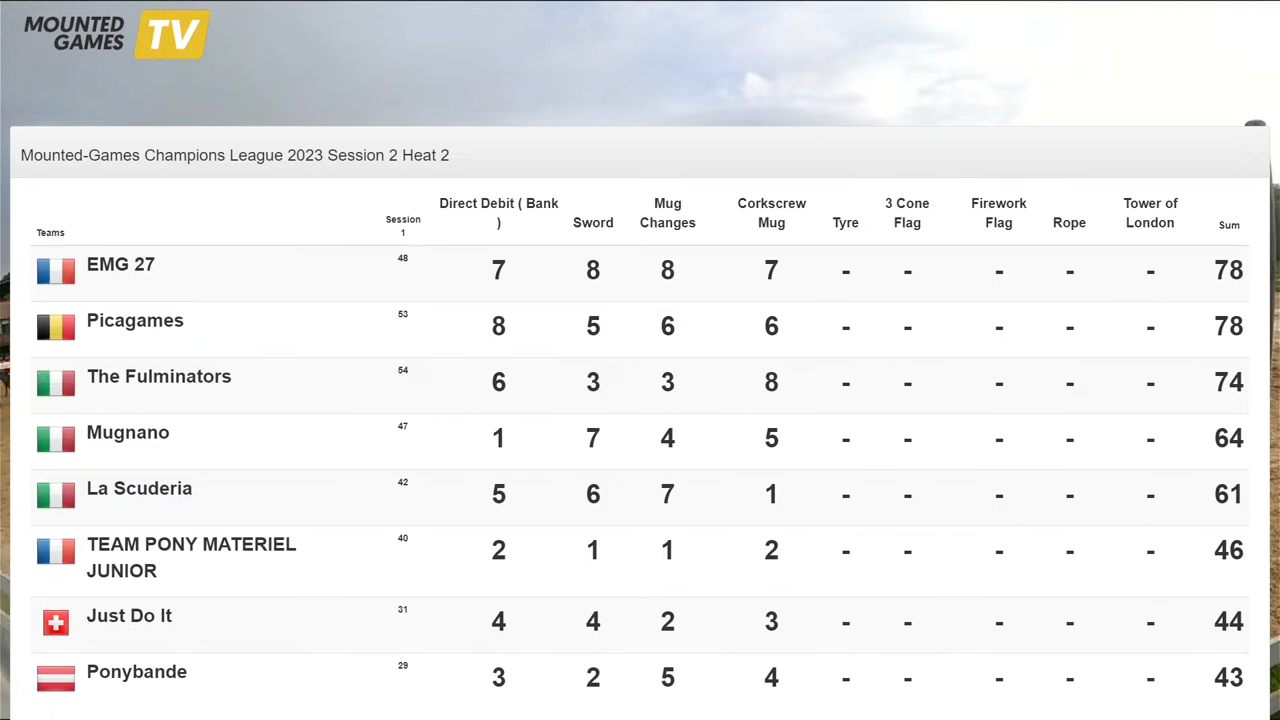 MOUNTED
GAMES
TV
Mounted-Games Champions League 2023 Session 2 Heat 2
Teams Session 1 Direct Debit ( Bank ) Sword Mug Changes Corkscrew Mug Tyre 3 Cone Flag Firework Flag Rope Tower of London Sum
EMG 27 48 7 8 8 7 - - - - - 78
Picagames 53 8 5 6 6 - - - - - 78
The Fulminators 54 6 3 3 8 - - - - - 74
Mugnano 47 1 7 4 5 - - - - - 64
La Scuderia 42 5 6 7 1 - - - - - 61
TEAM PONY MATERIEL JUNIOR 40 2 1 1 2 - - - - - 46
Just Do It 31 4 4 2 3 - - - - - 44
Ponybande 29 3 2 5 4 - - - - - 43